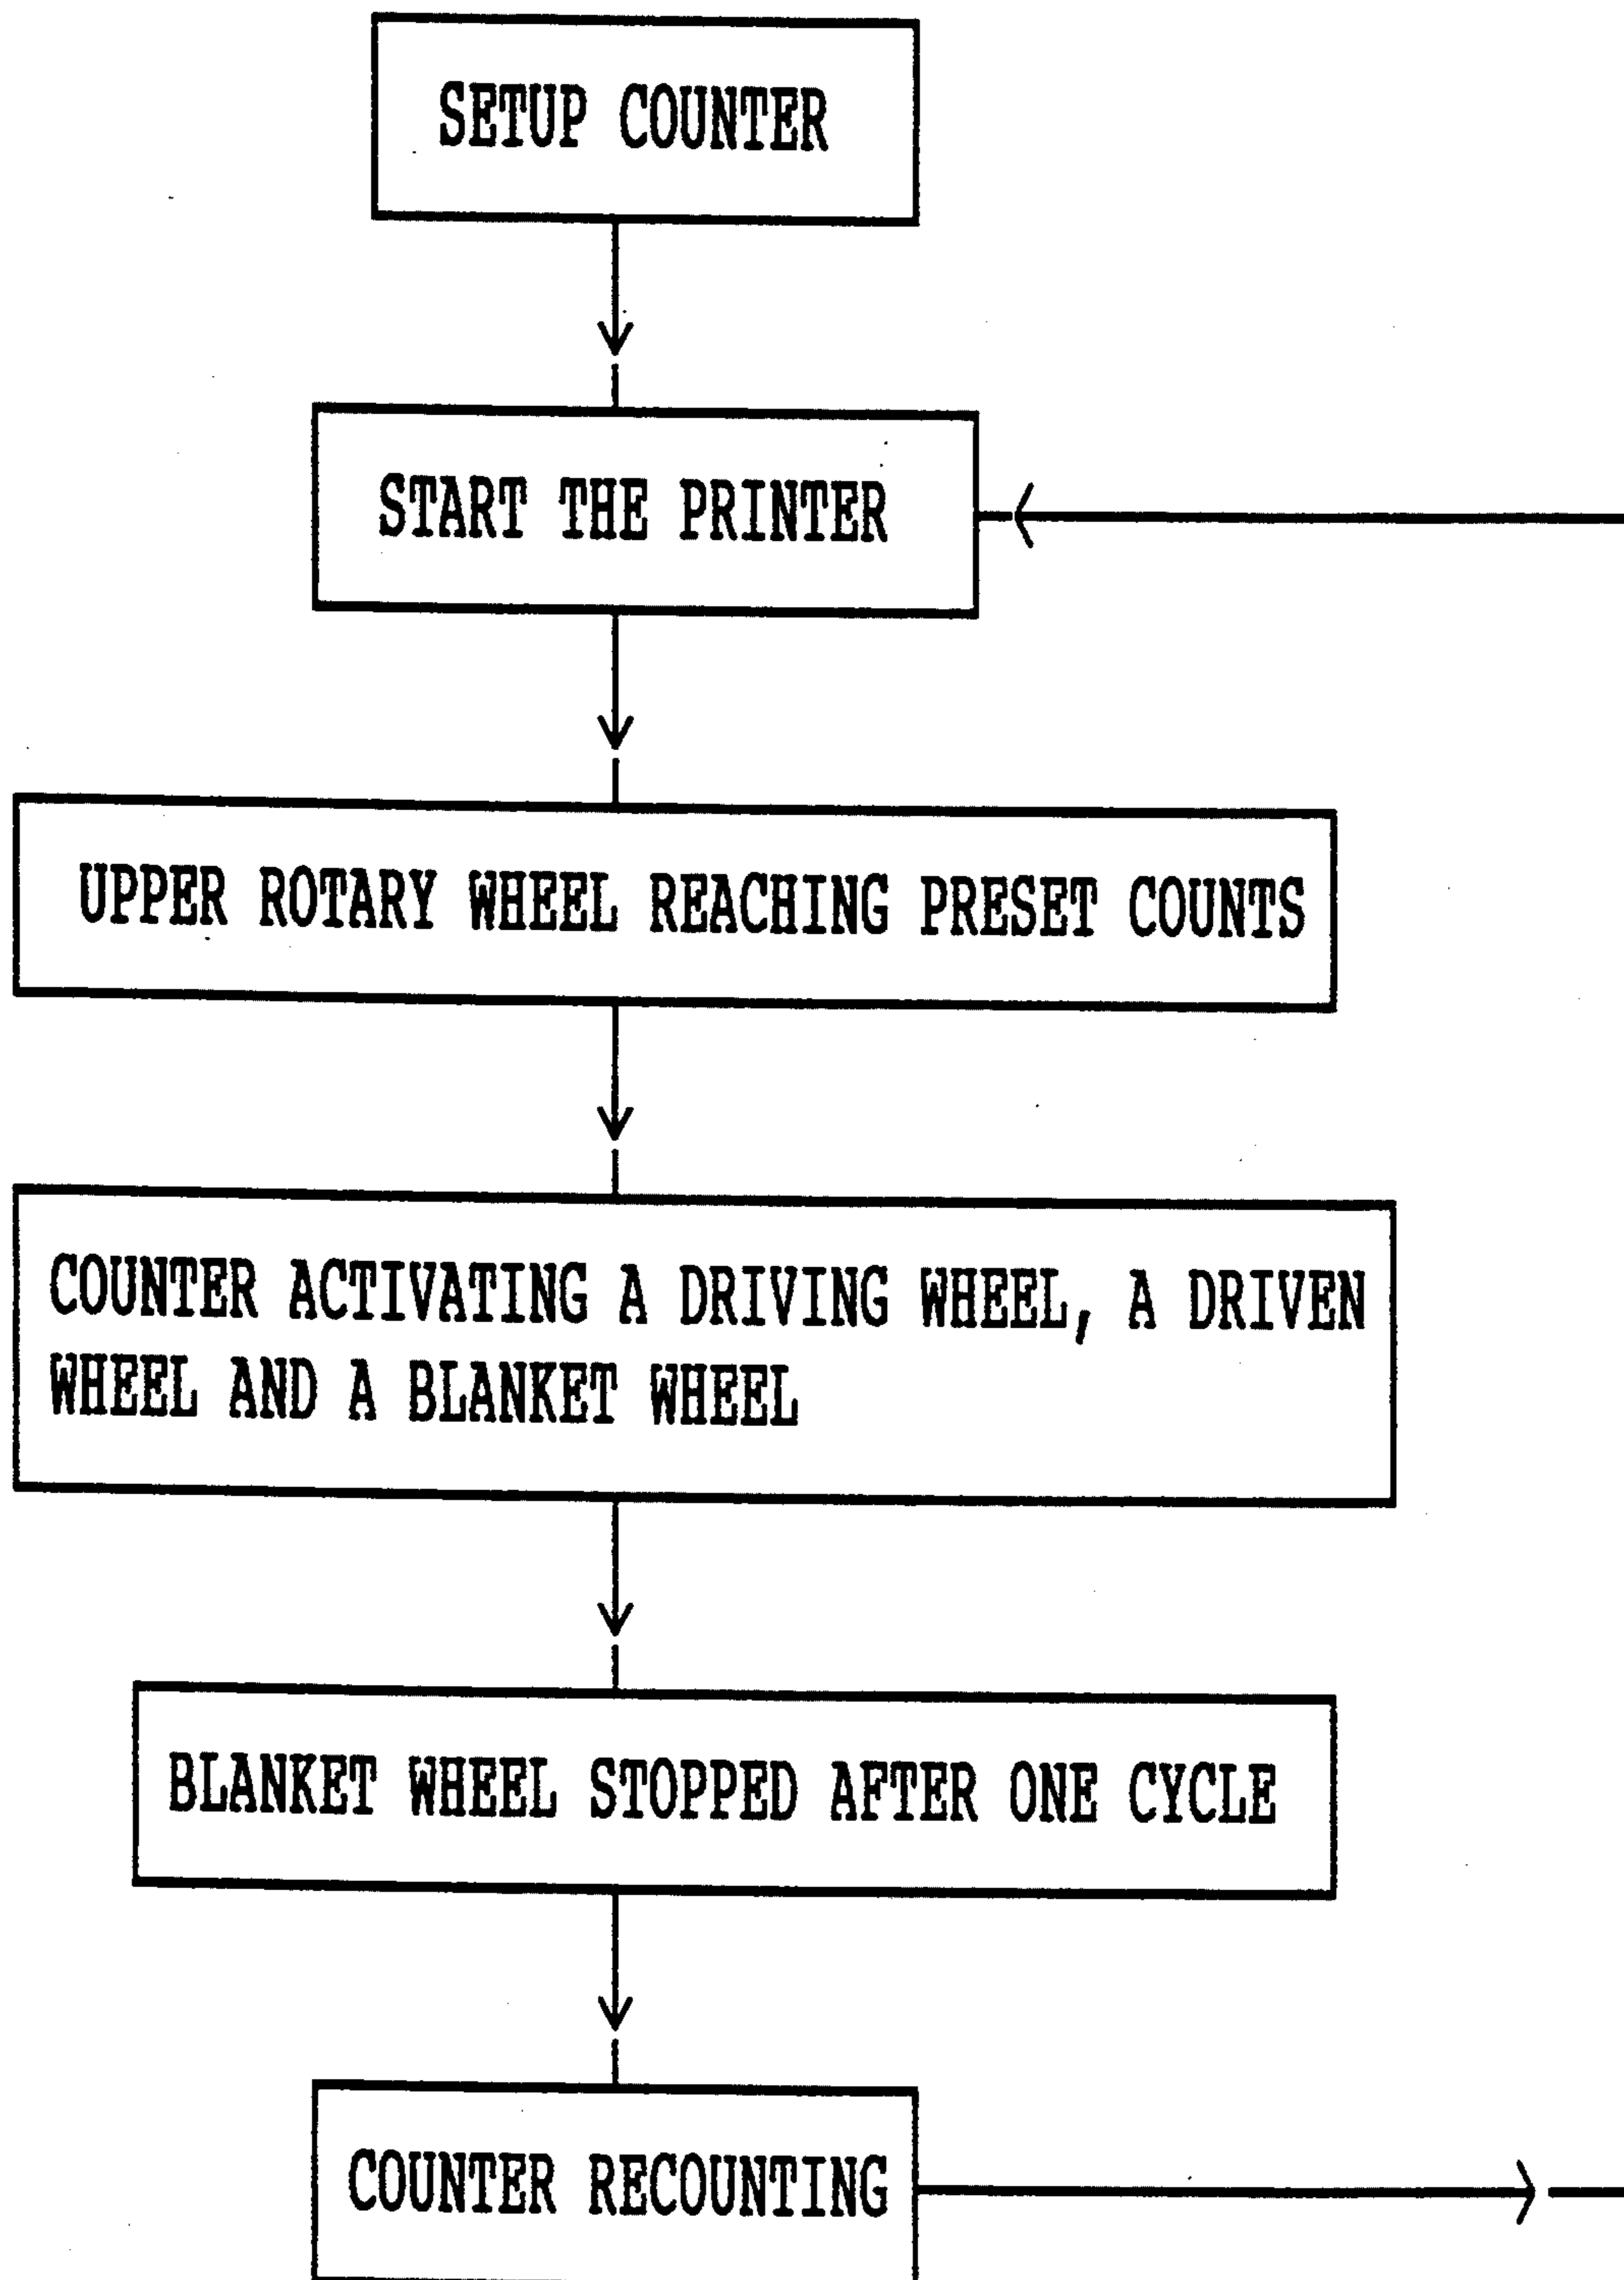 SETUP COUNTER
START THE PRINTER
UPPER ROTARY WHEEL REACHING PRESET COUNTS
COUNTER ACTIVATING A DRIVING WHEEL, A DRIVEN
WHEEL AND A BLANKET WHEEL
BLANKET WHEEL STOPPED AFTER ONE CYCLE
COUNTER RECOUNTING